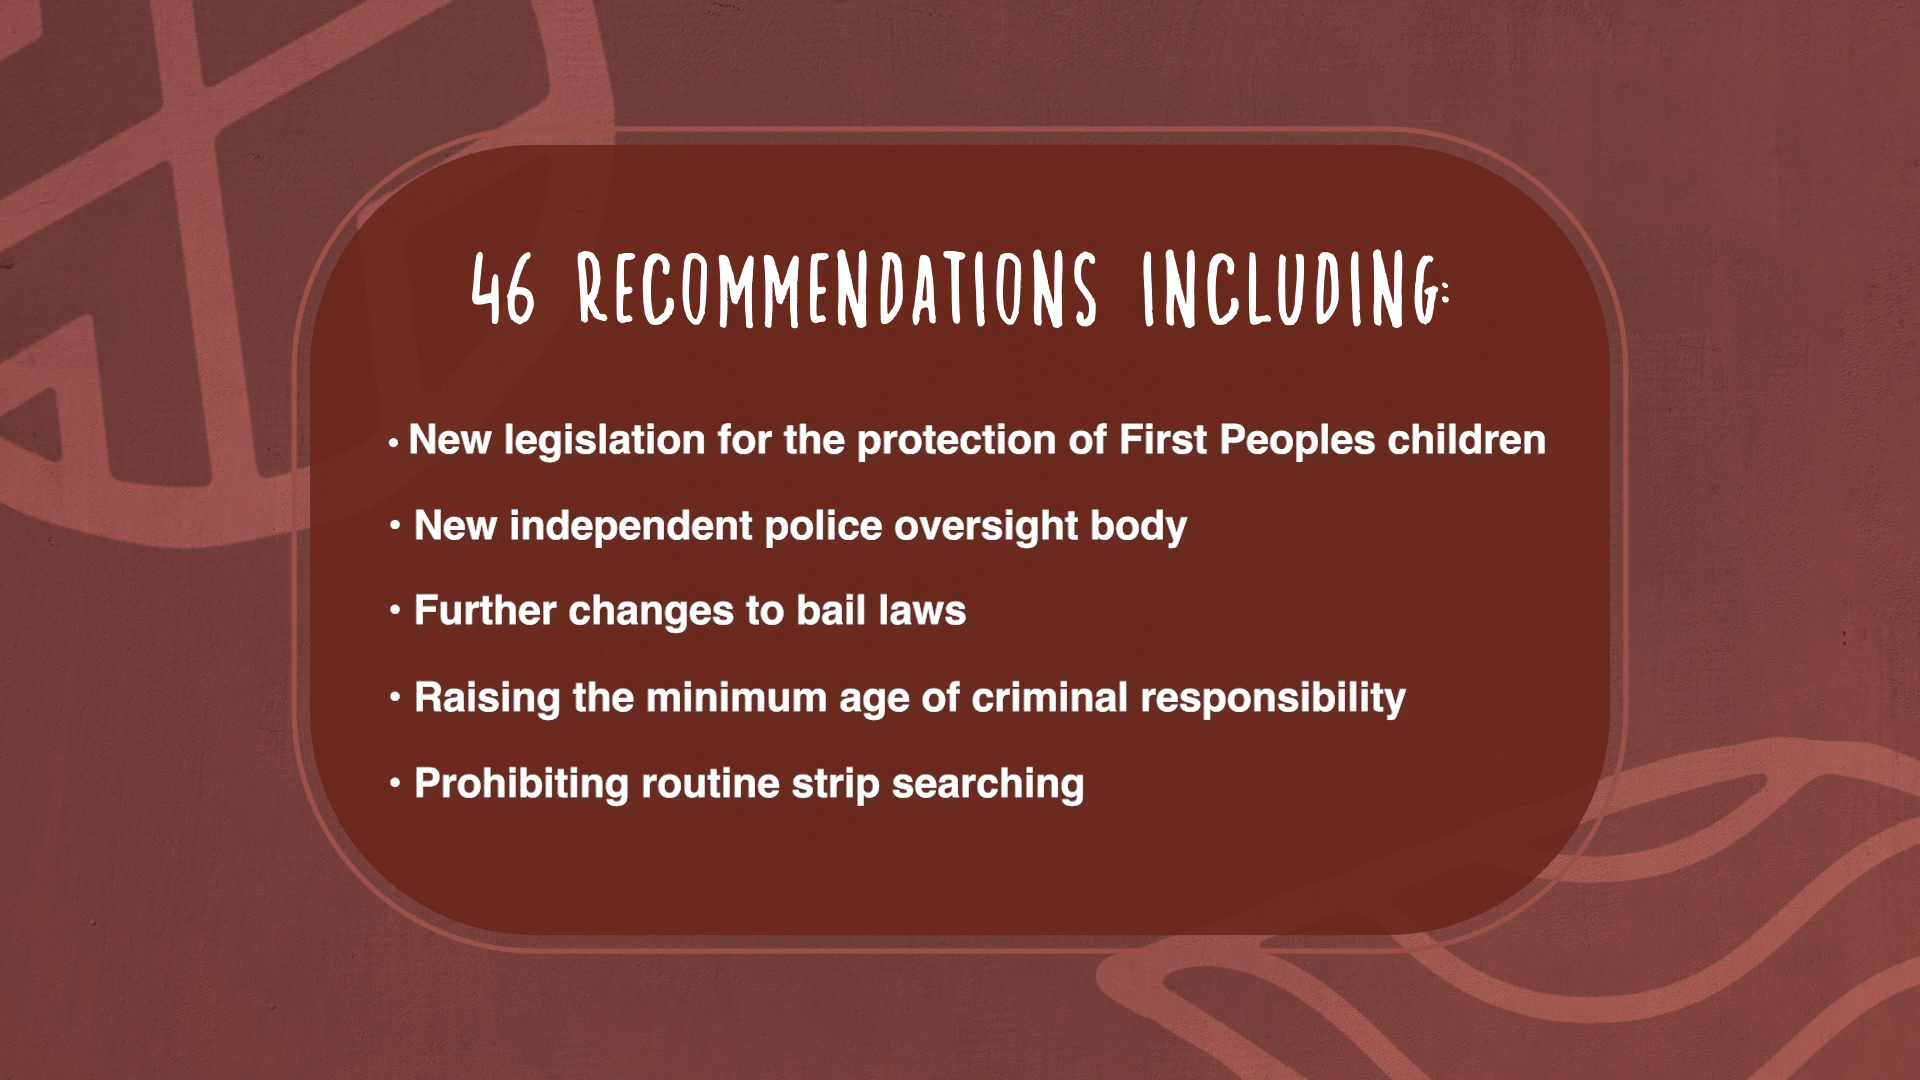 46 RECOMMENDATIONS INCLUDING:
• New legislation for the protection of First Peoples children
• New independent police oversight body
• Further changes to bail laws
• Raising the minimum age of criminal responsibility
• Prohibiting routine strip searching